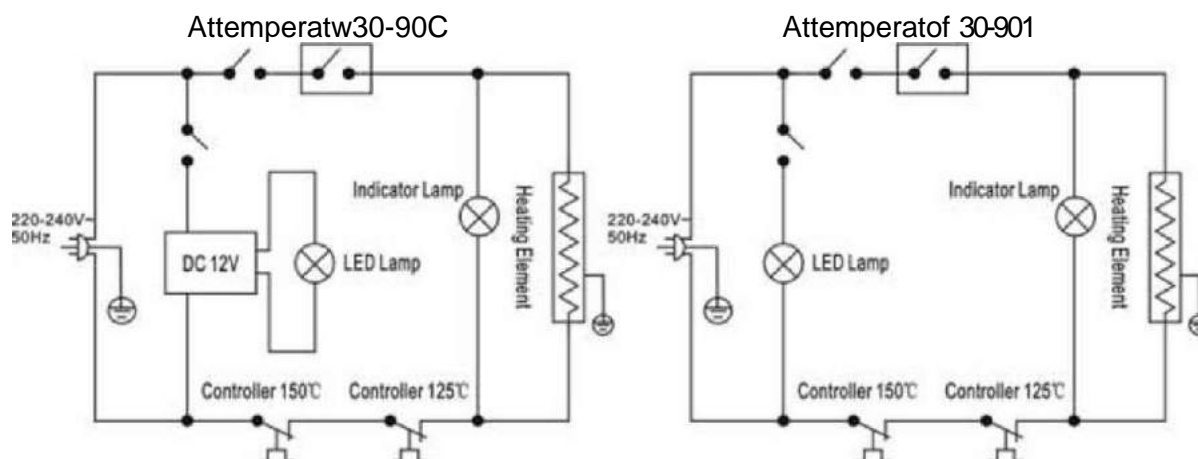 Attemperatw30-90C
Indicator Lamp
Heating Element
220-240V~
50Hz
DC 12V
LED Lamp
Controller 150℃
Controller 125℃
Attemperatof 30-901
Indicator Lamp
Heating Element
220-240V~
50Hz
LED Lamp
Controller 150℃
Controller 125℃